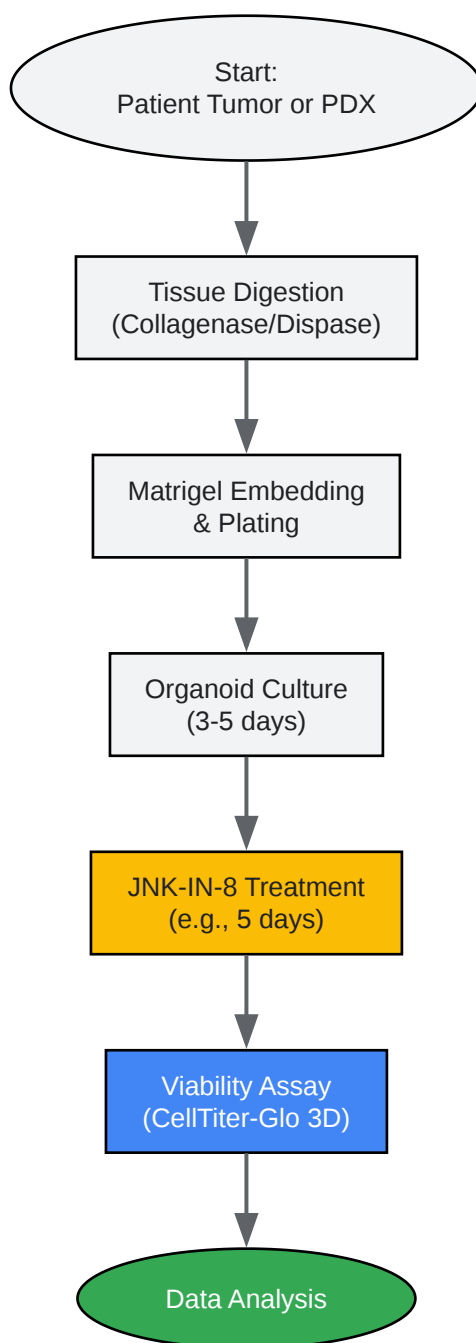 Start:
Patient Tumor or PDX
Tissue Digestion
(Collagenase/Dispase)
Matrigel Embedding
& Plating
Organoid Culture
(3-5 days)
JNK-IN-8 Treatment
(e.g., 5 days)
Viability Assay
(CellTiter-Glo 3D)
Data Analysis